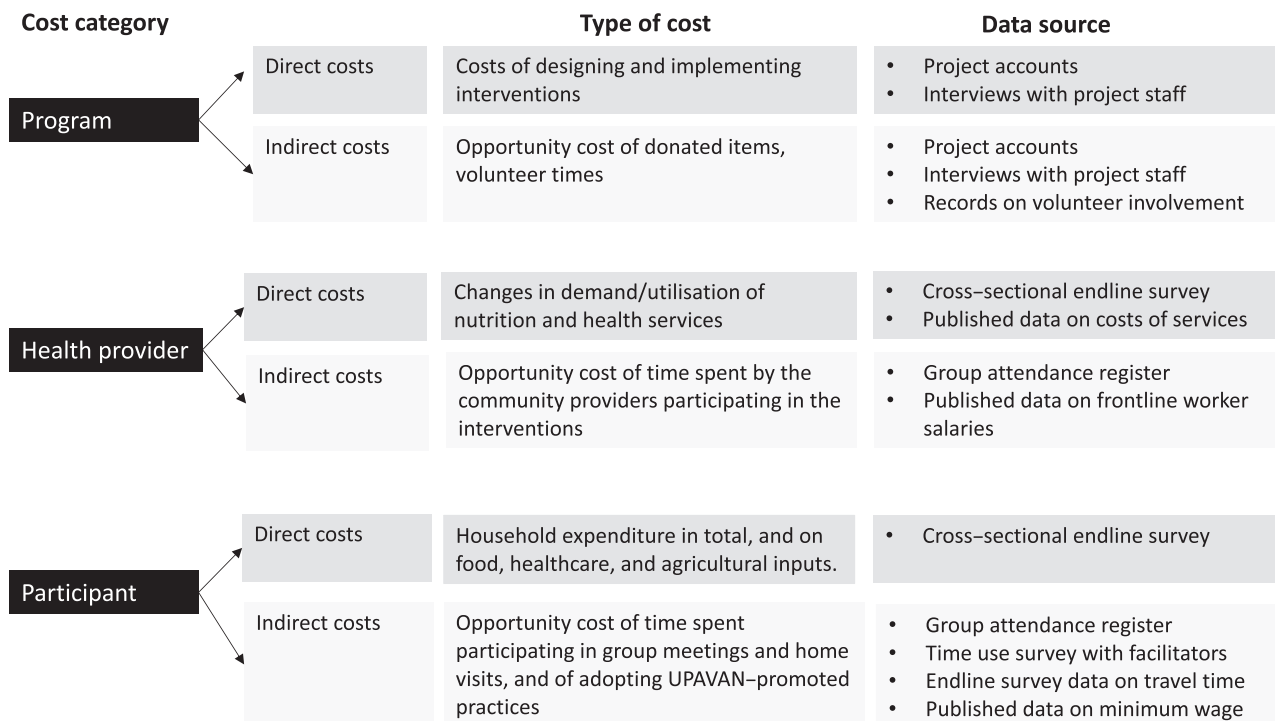 Cost category
Type of cost
Data source
Program
Direct costs
Costs of designing and implementing
interventions
• Project accounts
• Interviews with project staff
Indirect costs
Opportunity cost of donated items,
volunteer times
• Project accounts
• Interviews with project staff
• Records on volunteer involvement
Health provider
Direct costs
Changes in demand/utilisation of
nutrition and health services
• Cross−sectional endline survey
• Published data on costs of services
Indirect costs
Opportunity cost of time spent by the
community providers participating in the
interventions
• Group attendance register
• Published data on frontline worker
salaries
Participant
Direct costs
Household expenditure in total, and on
food, healthcare, and agricultural inputs.
• Cross−sectional endline survey
Indirect costs
Opportunity cost of time spent
participating in group meetings and home
visits, and of adopting UPAVAN−promoted
practices
• Group attendance register
• Time use survey with facilitators
• Endline survey data on travel time
• Published data on minimum wage